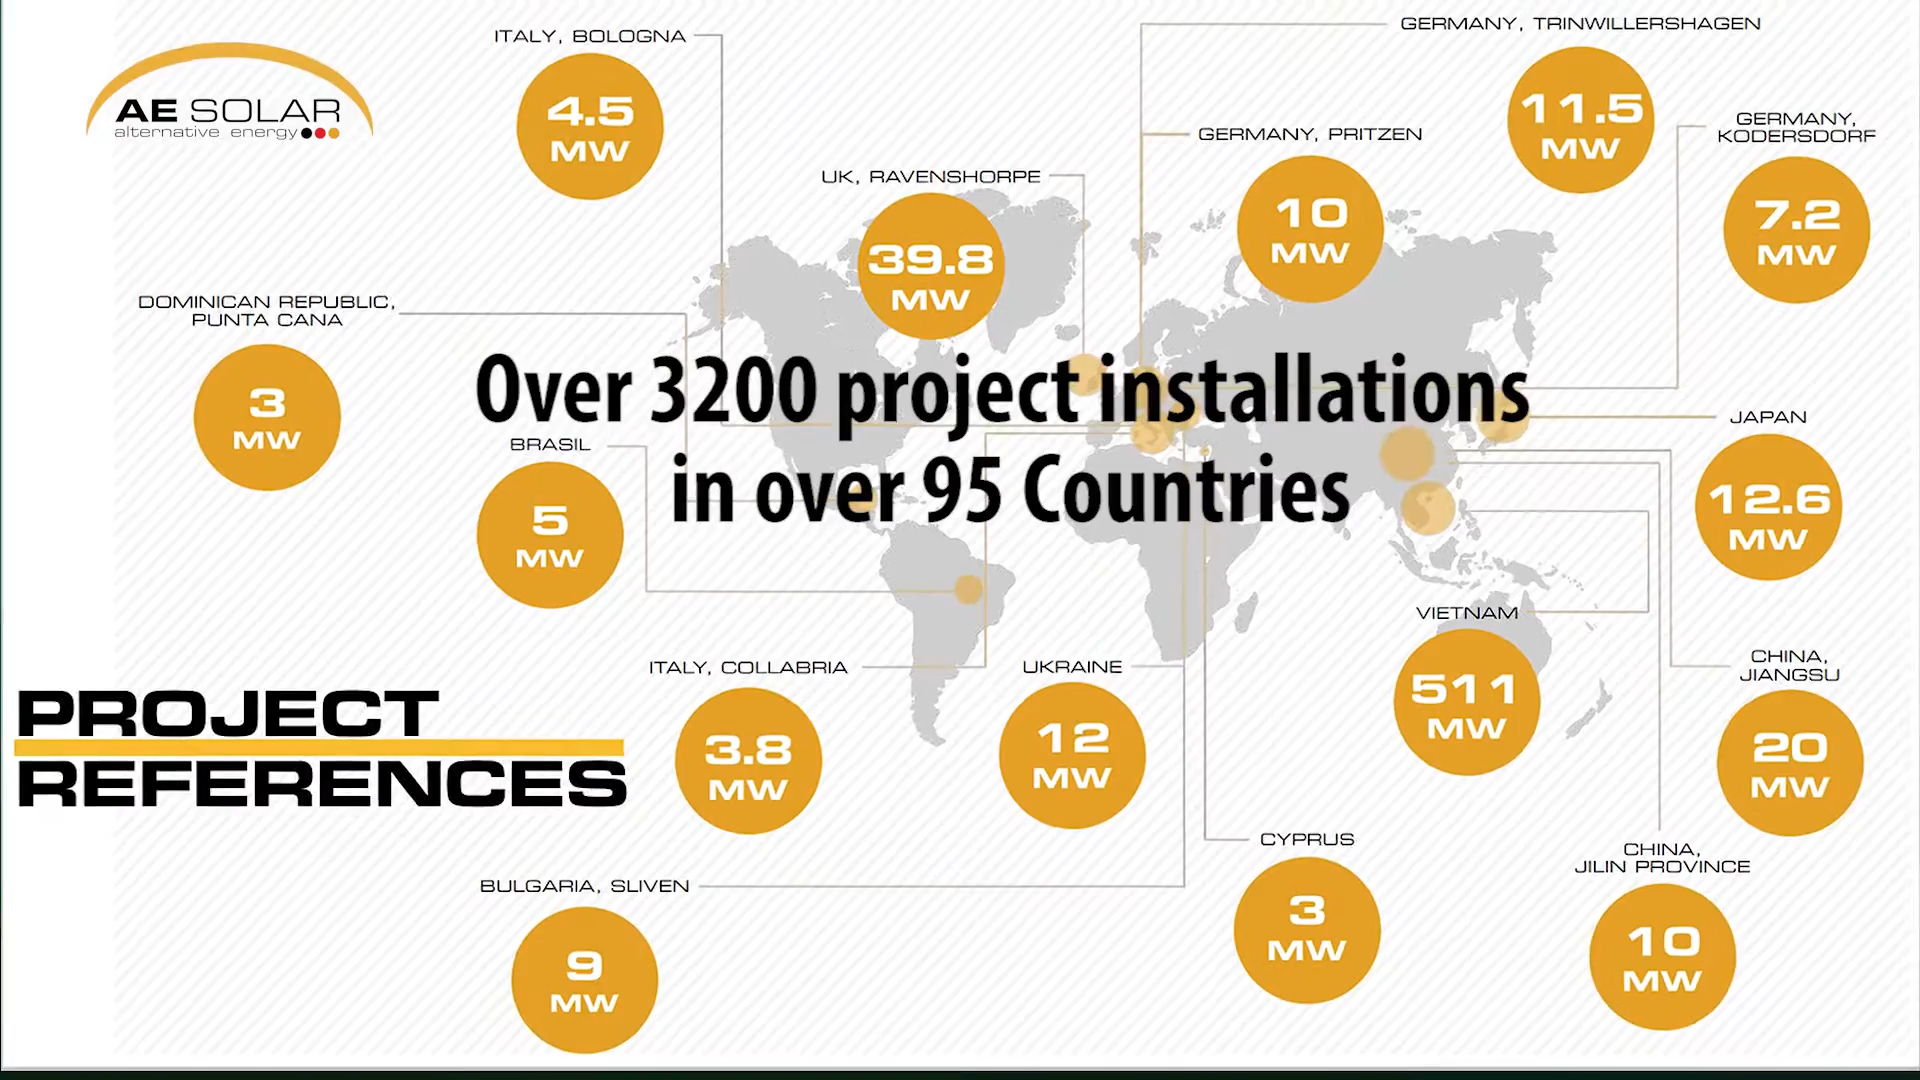 AE SOLAR
alternative energy
ITALY, BOLOGNA
4.5
MW
UK, RAVENSHORPE
39.8
MW
GERMANY, TRINWILLERSHAGEN
11.5
MW
GERMANY, PRITZEN
10
MW
GERMANY,
KODERSDORF
7.2
MW
DOMINICAN REPUBLIC,
PUNTA CANA
3
MW
Over 3200 project installations
in over 95 Countries
BRASIL
5
MW
JAPAN
12.6
MW
VIETNAM
511
MW
CHINA,
JIANGSU
20
MW
PROJECT
REFERENCES
ITALY, COLLABRIA
3.8
MW
UKRAINE
12
MW
CYPRUS
3
MW
CHINA,
JILIN PROVINCE
10
MW
BULGARIA, SLIVEN
9
MW